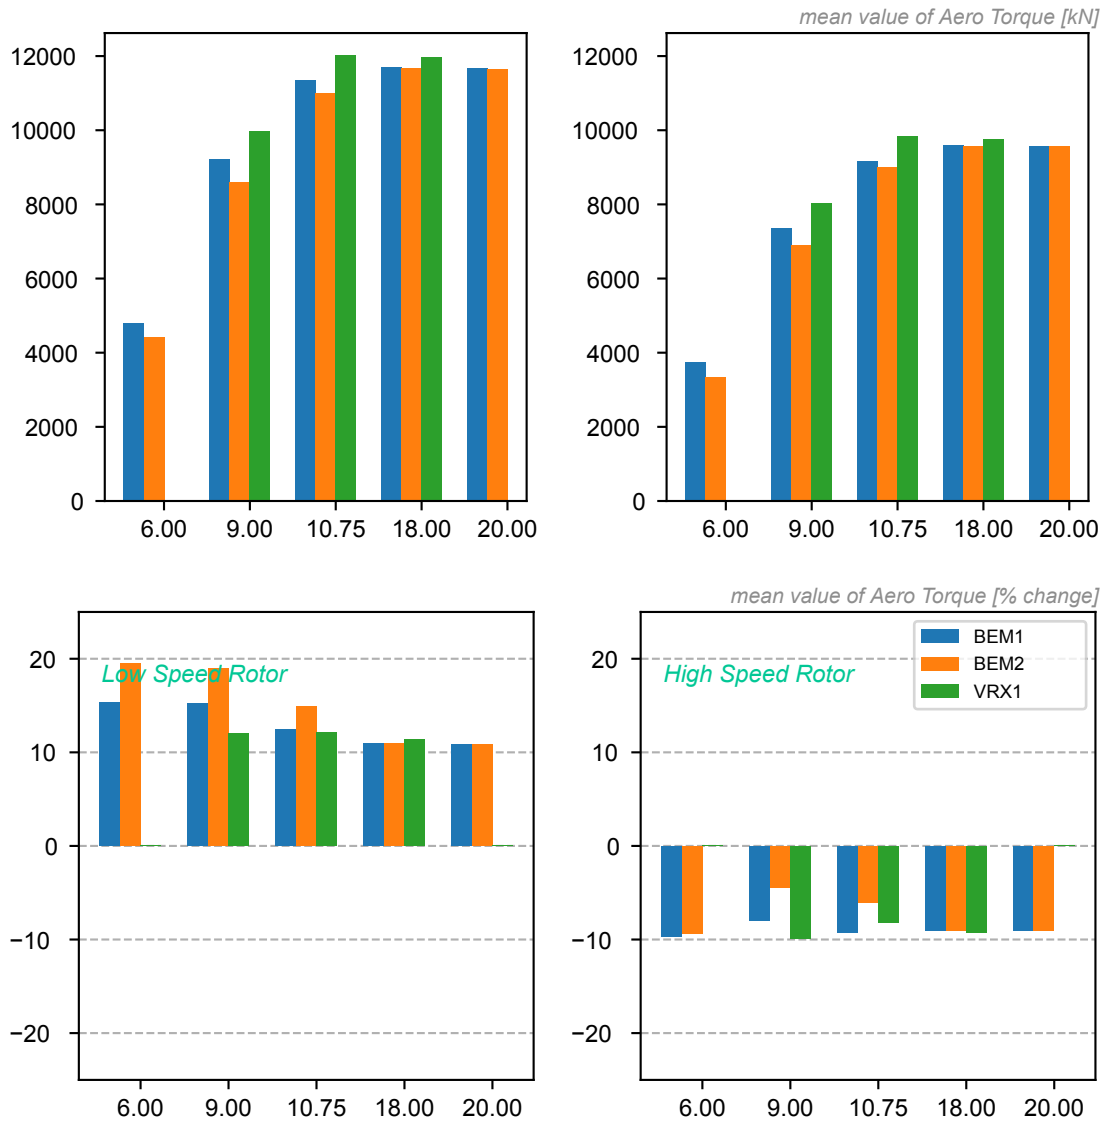 mean value of Aero Torque [kN]
12000
10000
8000
6000
4000
2000
0
6.00 9.00 10.75 18.00 20.00
12000
10000
8000
6000
4000
2000
0
6.00 9.00 10.75 18.00 20.00
mean value of Aero Torque [% change]
Low Speed Rotor
20
10
0
−10
−20
6.00 9.00 10.75 18.00 20.00
High Speed Rotor
BEM1
BEM2
VRX1
20
10
0
−10
−20
6.00 9.00 10.75 18.00 20.00